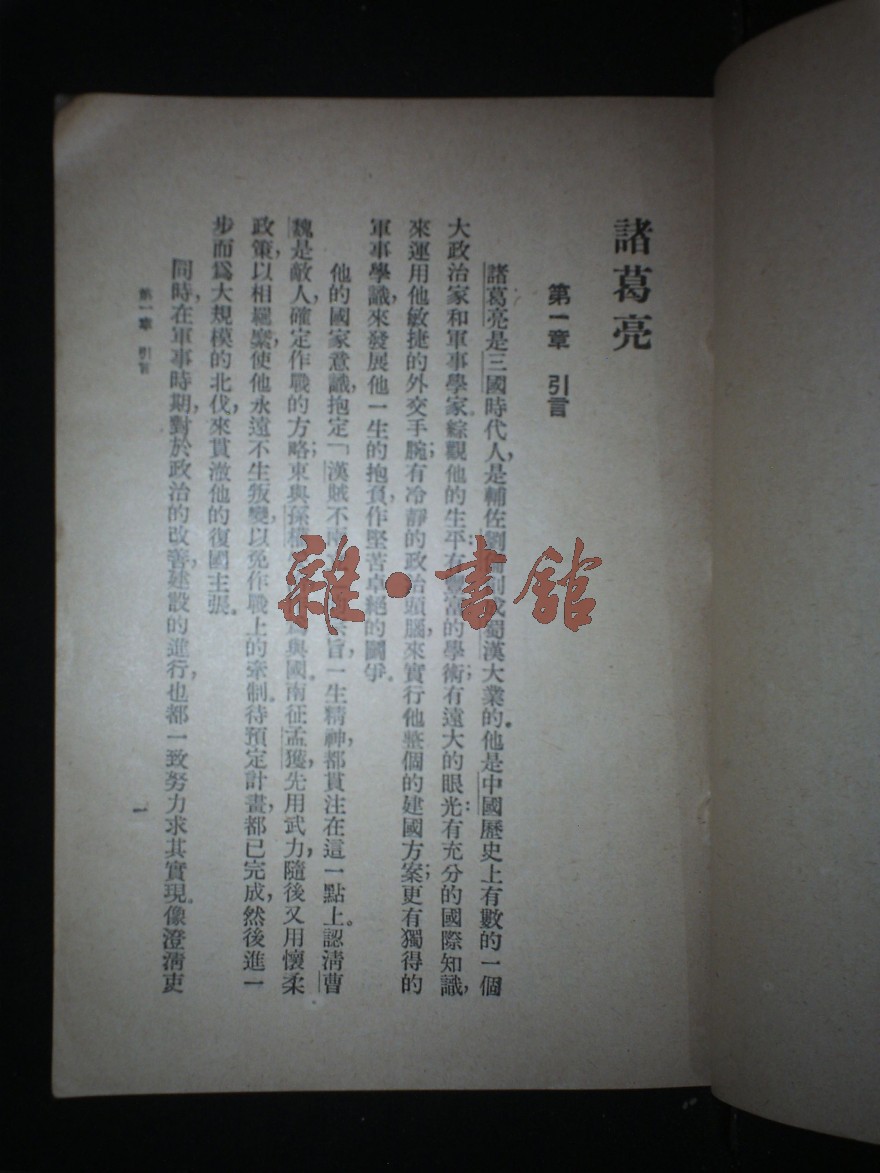 諸葛亮
第一章 引言
諸葛亮是三國時代人，是輔佐劉蜀漢大業的。他是中國歷史上有數的一個
大政治家和軍事學家。綜觀他的生平：有豐富的學術；有遠大的眼光；有充分的國際知識，
來運用他敏捷的外交手腕；有冷靜的政治頭腦，來實行他整個的建國方案；更有獨得的
軍事學識，來發展他一生的抱負，作堅苦卓絕的鬭爭。
他的國家意識，抱定「漢賊不兩旨，一生精神都貫注在這一點上。認清曹
魏是敵人，確定作戰的方略；東與孫權與國。南征孟獲，先用武力，隨後又用懷柔
政策，以相羈縻，使他永遠不生叛變，以免作戰上的牽制。待預定計畫，都已完成，然後進一
步而爲大規模的北伐，來貫澈他的復國主張。
同時在軍事時期，對於政治的改善，建設的進行，也都一致努力，求其實現。像澄淸吏
第一章 引言
一
雜·書館